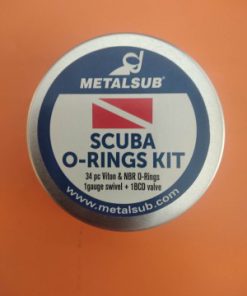 METALSUB®
SCUBA
O-RINGS KIT
34 pc Viton & NBR O-Rings
1gauge swivel + 1BCD valve
www.metalsub.com